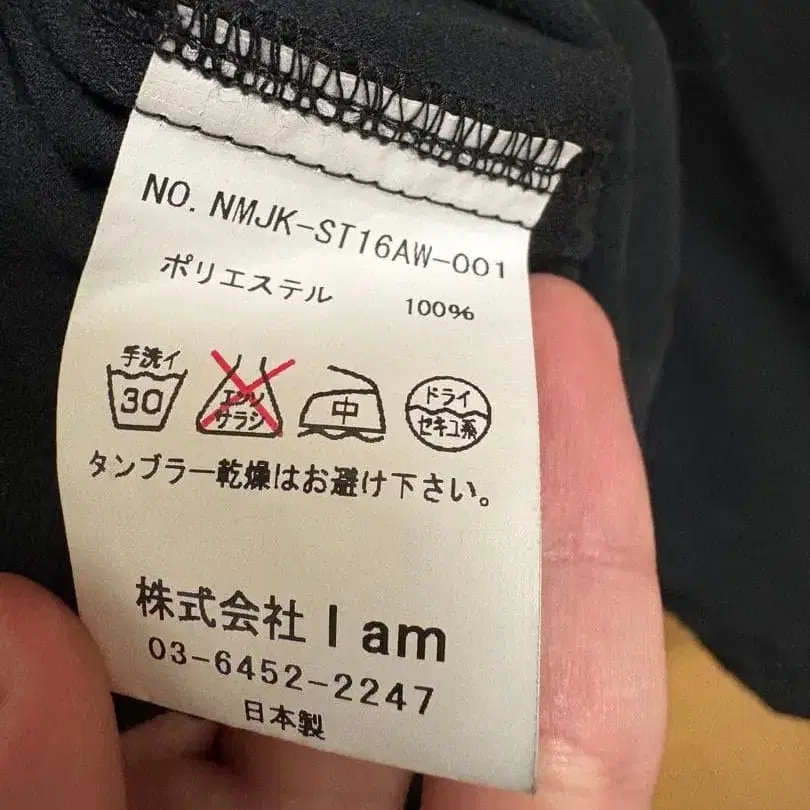 NO. NMJK-ST16AW-001
ポリエステル 100%
手洗イ
30
エンソ
サラシ
中
ドライ
セキユ系
タンブラー乾燥はお避け下さい。
株式会社 I am
03-6452-2247
日本製